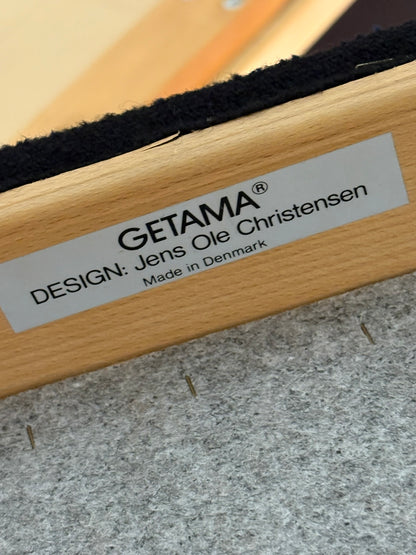 GETAMA®
DESIGN: Jens Ole Christensen
Made in Denmark